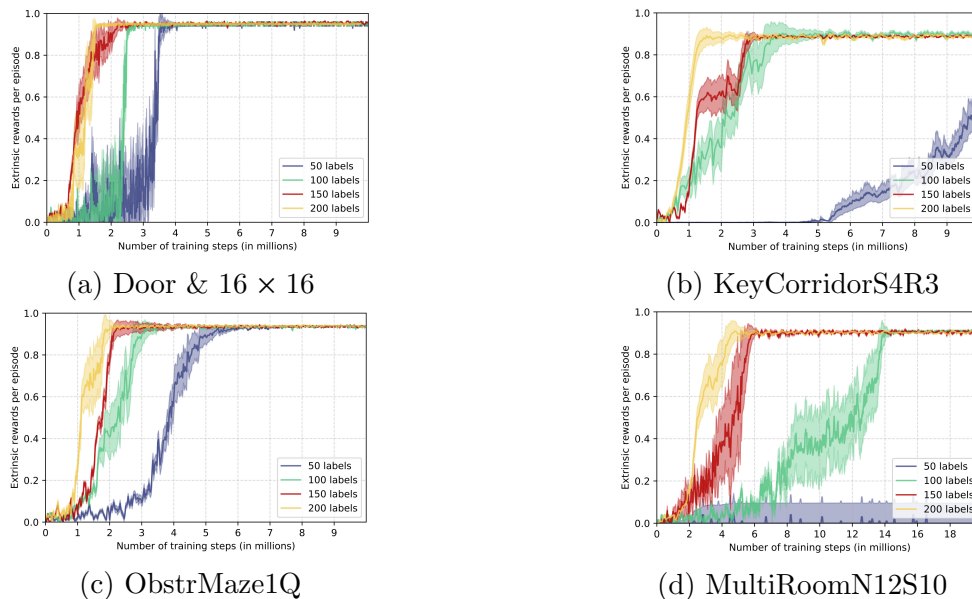 1.0
0.8
0.6
0.4
0.2
0.0
Extrinsic rewards per episode
50 labels
100 labels
150 labels
200 labels
0 1 2 3 4 5 6 7 8 9
Number of training steps (in millions)
(a) Door & 16 × 16
1.0
0.8
0.6
0.4
0.2
0.0
Extrinsic rewards per episode
50 labels
100 labels
150 labels
200 labels
0 1 2 3 4 5 6 7 8 9
Number of training steps (in millions)
(b) KeyCorridorS4R3
1.0
0.8
0.6
0.4
0.2
0.0
Extrinsic rewards per episode
50 labels
100 labels
150 labels
200 labels
0 1 2 3 4 5 6 7 8 9
Number of training steps (in millions)
(c) ObstrMaze1Q
1.0
0.8
0.6
0.4
0.2
0.0
Extrinsic rewards per episode
50 labels
100 labels
150 labels
200 labels
0 2 4 6 8 10 12 14 16 18
Number of training steps (in millions)
(d) MultiRoomN12S10